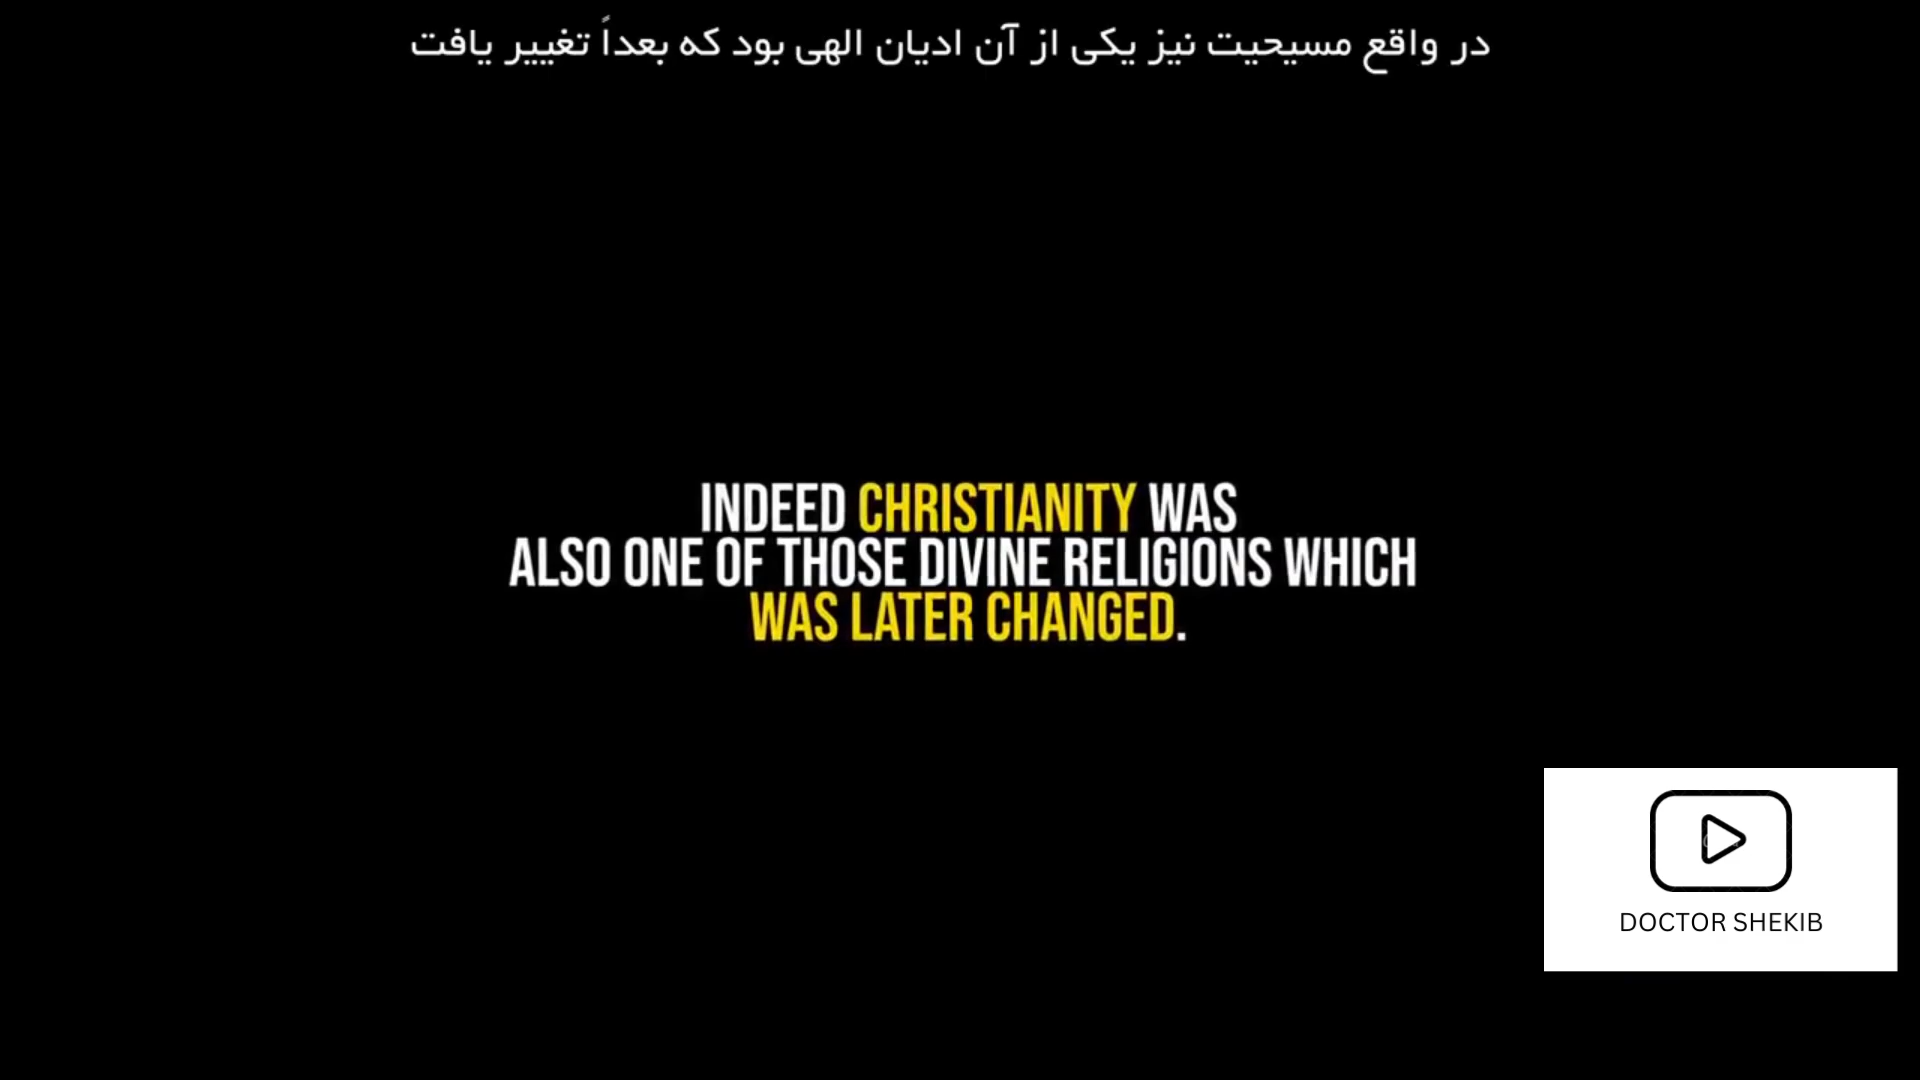 در واقع مسیحیت نیز یکی از آن ادیان الهی بود که بعداً تغییر یافت
INDEED CHRISTIANITY WAS
ALSO ONE OF THOSE DIVINE RELIGIONS WHICH
WAS LATER CHANGED.
DOCTOR SHEKIB